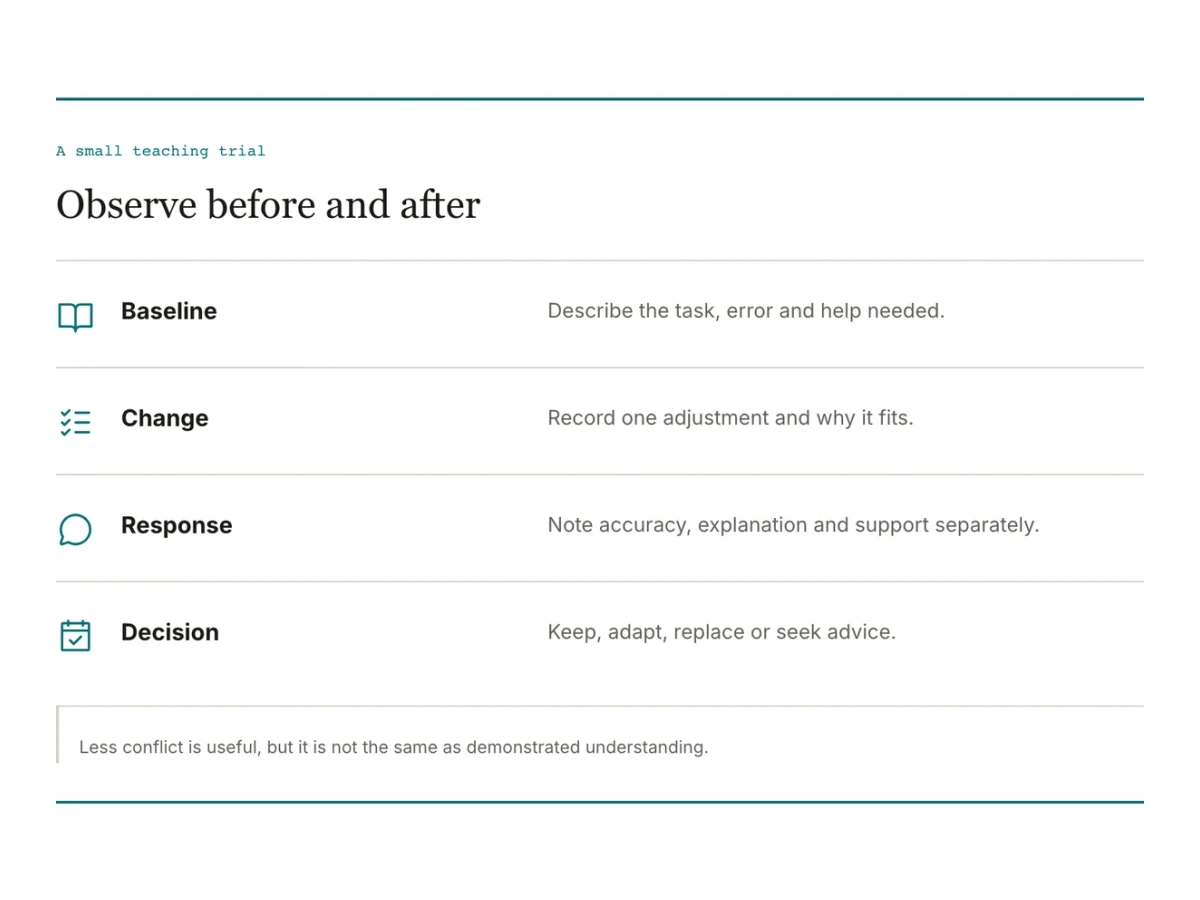 A small teaching trial
Observe before and after
Baseline
Describe the task, error and help needed.
Change
Record one adjustment and why it fits.
Response
Note accuracy, explanation and support separately.
Decision
Keep, adapt, replace or seek advice.
Less conflict is useful, but it is not the same as demonstrated understanding.